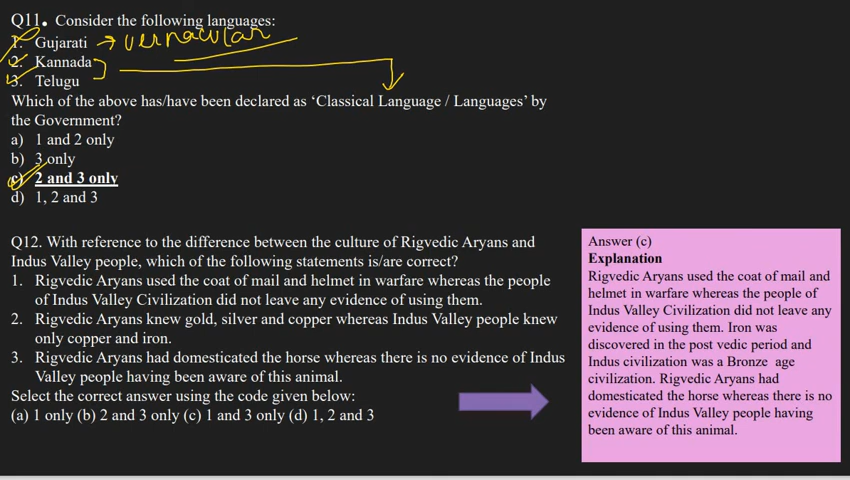 Q11. Consider the following languages:
1. Gujarati → vernacular
2. Kannada
3. Telugu
Which of the above has/have been declared as ‘Classical Language / Languages’ by
the Government?
a) 1 and 2 only
b) 3 only
c) 2 and 3 only
d) 1, 2 and 3
Q12. With reference to the difference between the culture of Rigvedic Aryans and
Indus Valley people, which of the following statements is/are correct?
1. Rigvedic Aryans used the coat of mail and helmet in warfare whereas the people
of Indus Valley Civilization did not leave any evidence of using them.
2. Rigvedic Aryans knew gold, silver and copper whereas Indus Valley people knew
only copper and iron.
3. Rigvedic Aryans had domesticated the horse whereas there is no evidence of Indus
Valley people having been aware of this animal.
Select the correct answer using the code given below:
(a) 1 only (b) 2 and 3 only (c) 1 and 3 only (d) 1, 2 and 3
Answer (c)
Explanation
Rigvedic Aryans used the coat of mail and
helmet in warfare whereas the people of
Indus Valley Civilization did not leave any
evidence of using them. Iron was
discovered in the post vedic period and
Indus civilization was a Bronze age
civilization. Rigvedic Aryans had
domesticated the horse whereas there is no
evidence of Indus Valley people having
been aware of this animal.